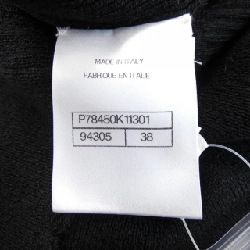 MADE IN ITALY
FABRIQUE EN ITALIE
P78450K11301
94305 38